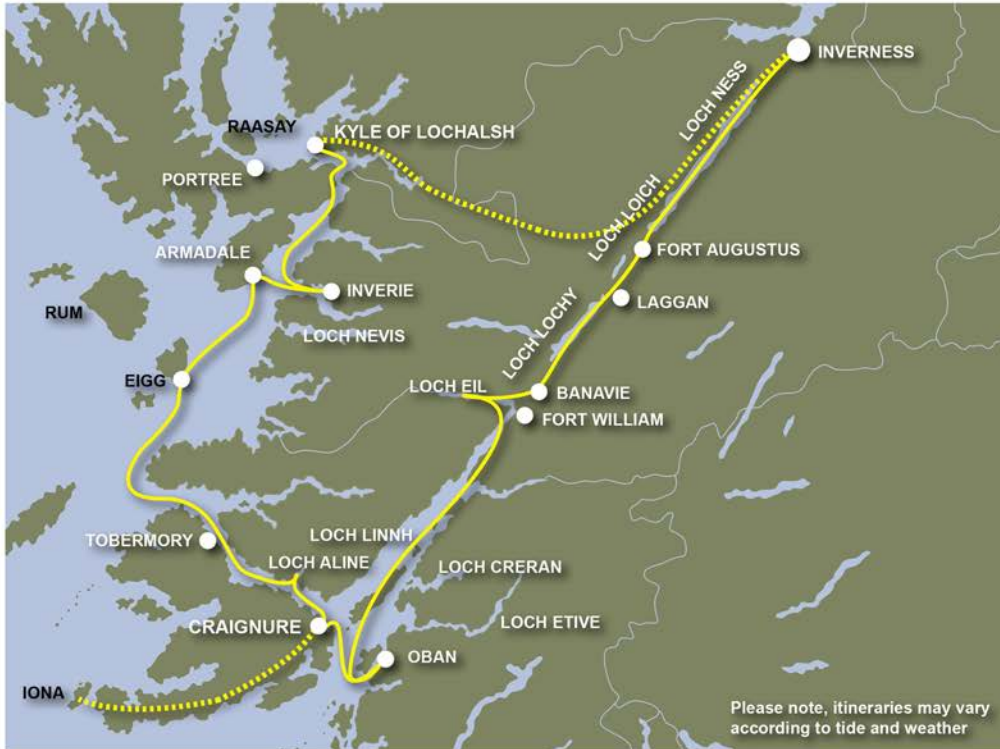 INVERNESS
LOCH NESS
RAASAY
KYLE OF LOCHALSH
PORTREE
LOCH LOICH
ARMADALE
FORT AUGUSTUS
INVERIE
LAGGAN
RUM
LOCH NEVIS
LOCH LOCHY
EIGG
LOCH EIL
BANAVIE
FORT WILLIAM
TOBERMORY
LOCH LINNH
LOCH ALINE
LOCH CRERAN
CRAIGNURE
LOCH ETIVE
OBAN
IONA
Please note, itineraries may vary
according to tide and weather